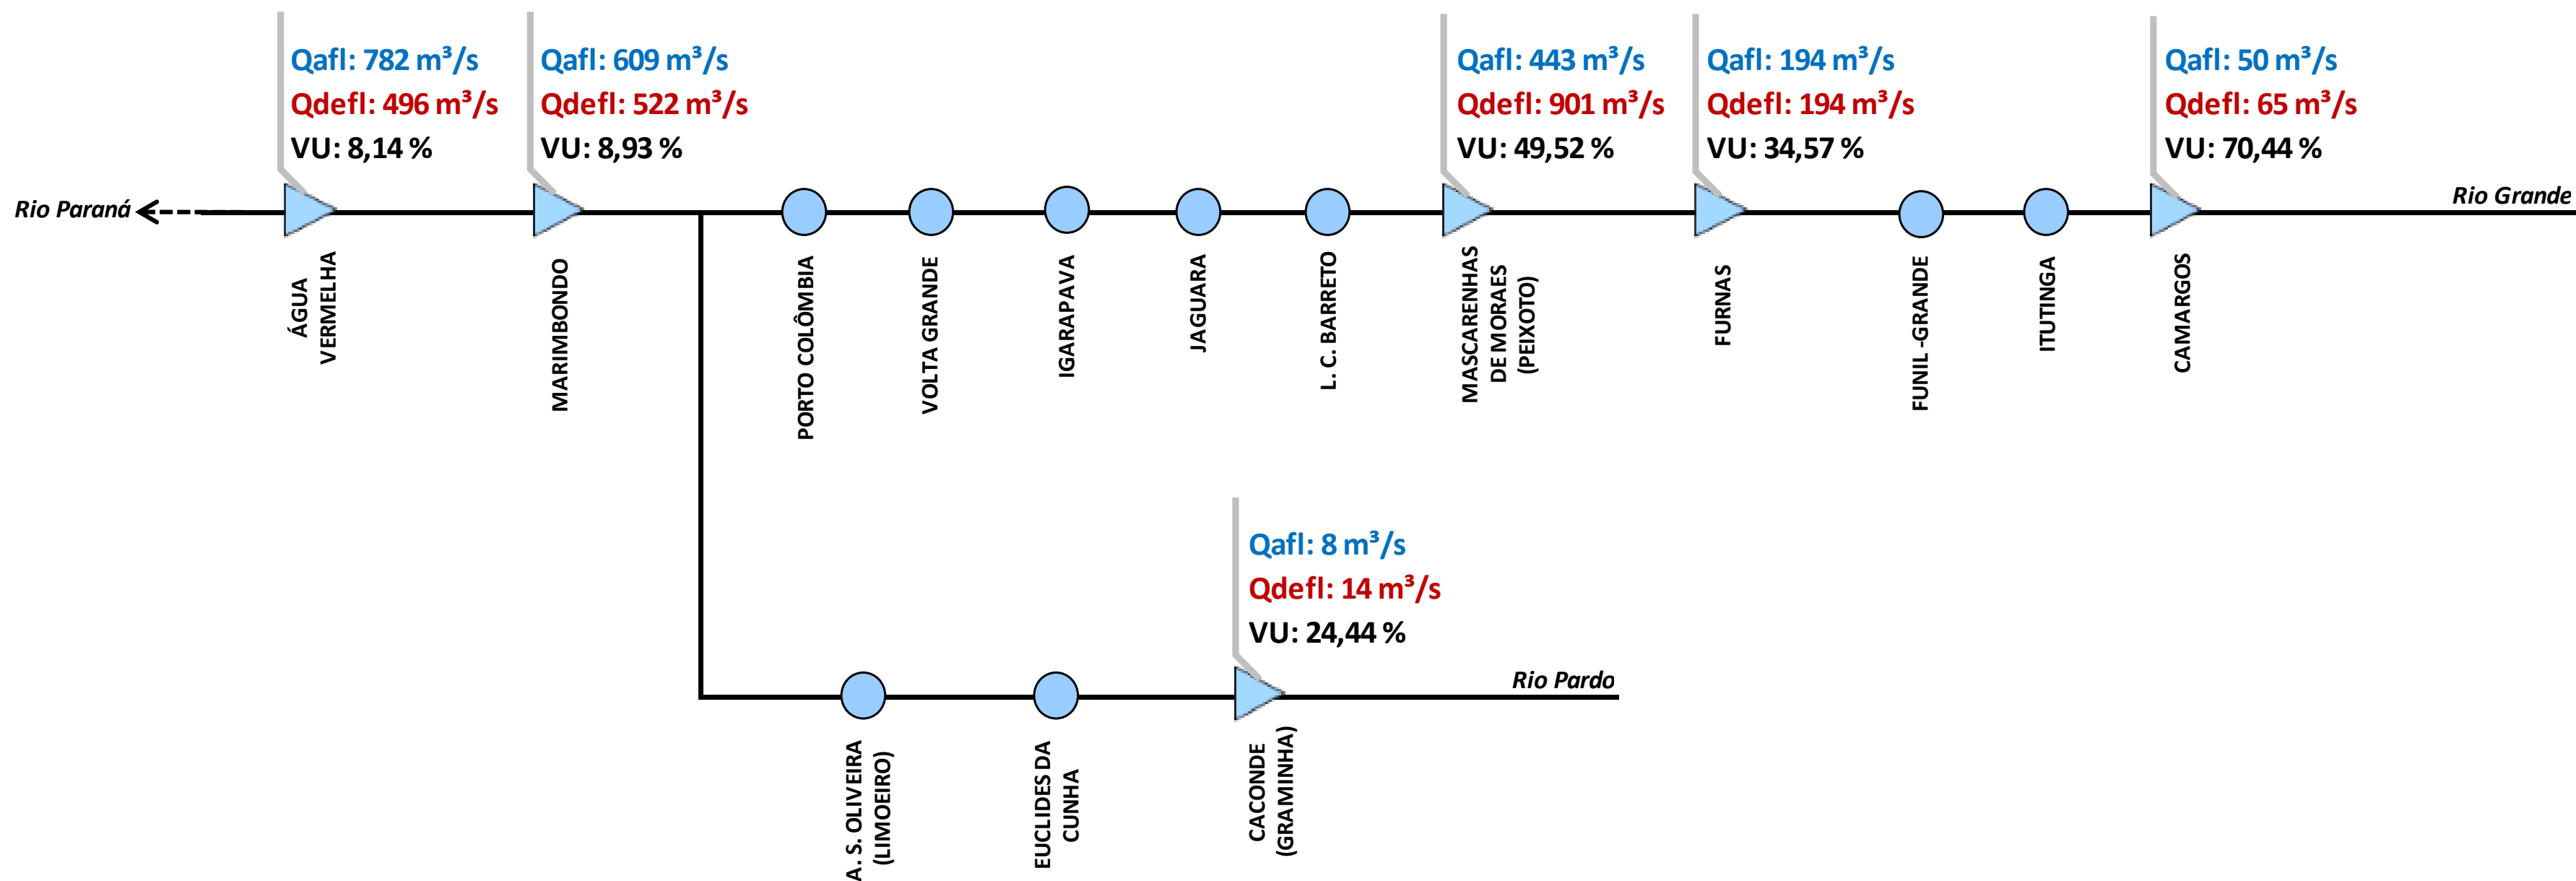 Qafl: 782 m³/s
Qdefl: 496 m³/s
VU: 8,14 %
Qafl: 609 m³/s
Qdefl: 522 m³/s
VU: 8,93 %
Qafl: 443 m³/s
Qdefl: 901 m³/s
VU: 49,52 %
Qafl: 194 m³/s
Qdefl: 194 m³/s
VU: 34,57 %
Qafl: 50 m³/s
Qdefl: 65 m³/s
VU: 70,44 %
Rio Paraná
Rio Grande
ÁGUA
VERMELHA
MARIMBONDO
PORTO COLÔMBIA
VOLTA GRANDE
IGARAPAVA
JAGUARA
L. C. BARRETO
MASCARENHAS
DE MORAES
(PEIXOTO)
FURNAS
FUNIL -GRANDE
ITUTINGA
CAMARGOS
Qafl: 8 m³/s
Qdefl: 14 m³/s
VU: 24,44 %
Rio Pardo
A. S. OLIVEIRA
(LIMOEIRO)
EUCLIDES DA
CUNHA
CACONDE
(GRAMINHA)